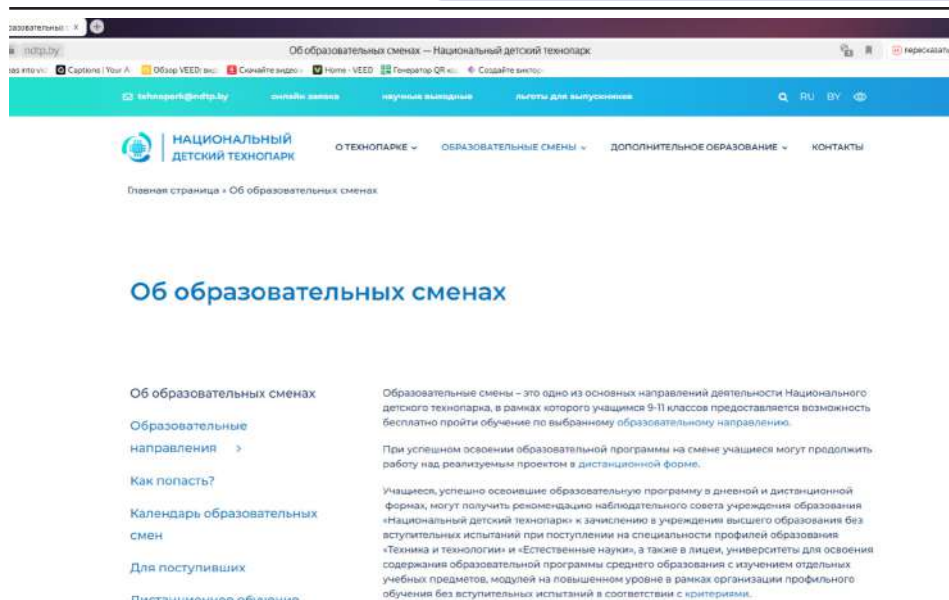 ndtp.by
Об образовательных сменах — Национальный детский технопарк
пересказать
Captions | Your A
Обзор VEED: вис
Скачайте видео
Home - VEED
Генератор QR-ко
Создайте виктор
tehnopark@ndtp.by
онлайн заявка
научные выходные
льготы для выпускников
RU BY
НАЦИОНАЛЬНЫЙ
ДЕТСКИЙ ТЕХНОПАРК
О ТЕХНОПАРКЕ
ОБРАЗОВАТЕЛЬНЫЕ СМЕНЫ
ДОПОЛНИТЕЛЬНОЕ ОБРАЗОВАНИЕ
КОНТАКТЫ
Главная страница » Об образовательных сменах
Об образовательных сменах
Об образовательных сменах
Образовательные
направления >
Как попасть?
Календарь образовательных
смен
Для поступивших
Дистанционное обучение
Образовательные смены – это одно из основных направлений деятельности Национального
детского технопарка, в рамках которого учащимся 9-11 классов предоставляется возможность
бесплатно пройти обучение по выбранному образовательному направлению.
При успешном освоении образовательной программы на смене учащиеся могут продолжить
работу над реализуемым проектом в дистанционной форме.
Учащиеся, успешно освоившие образовательную программу в дневной и дистанционной
формах, могут получить рекомендацию наблюдательного совета учреждения образования
«Национальный детский технопарк» к зачислению в учреждения высшего образования без
вступительных испытаний при поступлении на специальности профилей образования
«Техника и технологии» и «Естественные науки», а также в лицеи, университеты для освоения
содержания образовательной программы среднего образования с изучением отдельных
учебных предметов, модулей на повышенном уровне в рамках организации профильного
обучения без вступительных испытаний в соответствии с критериями.